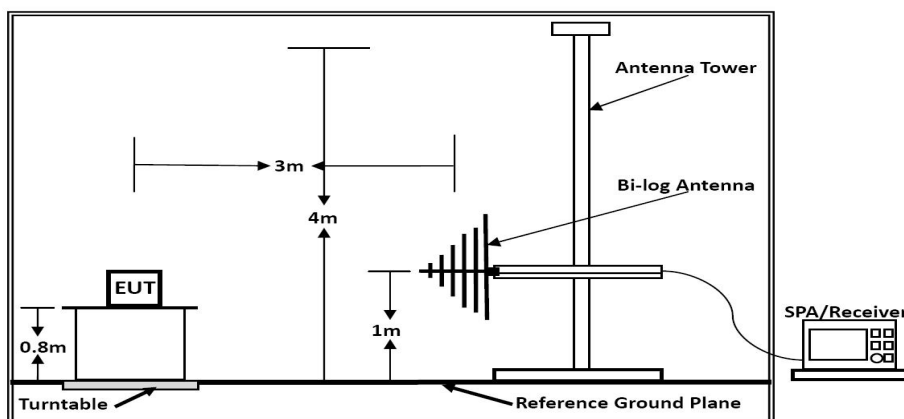 Antenna Tower
3m
Bi-log Antenna
4m
EUT
SPA/Receiver
1m
0.8m
Turntable
Reference Ground Plane